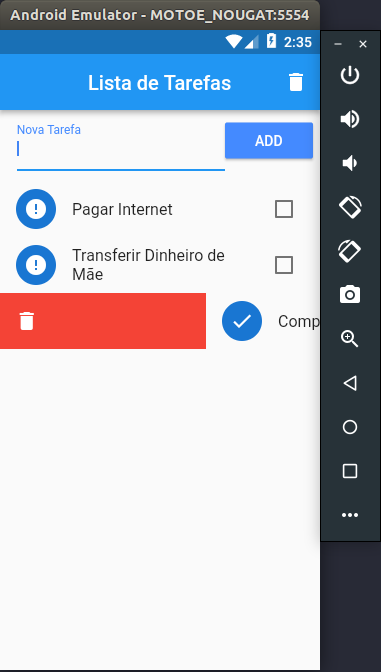 Android Emulator - MOTOE_NOUGAT:5554
2:35
Lista de Tarefas
Nova Tarefa
ADD
Pagar Internet
Transferir Dinheiro de
Mãe
Comp